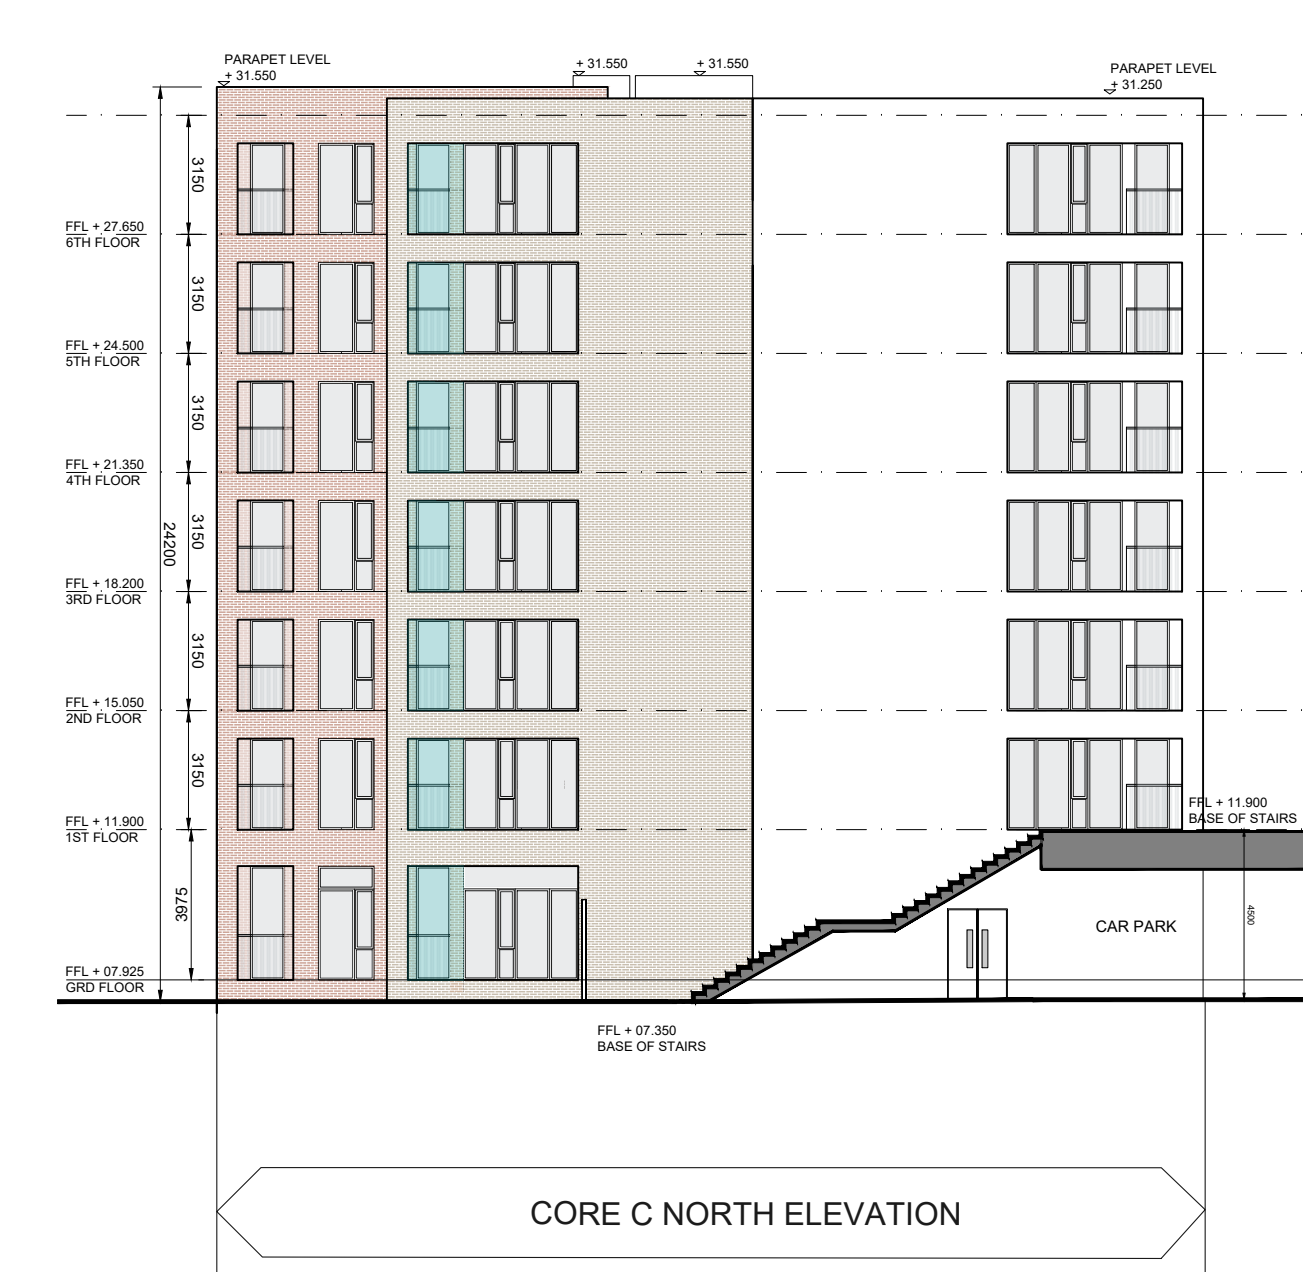 PARAPET LEVEL
+ 31.550
+ 31.550
+ 31.550
PARAPET LEVEL
+ 31.250
3150
FFL + 27.650
6TH FLOOR
3150
FFL + 24.500
5TH FLOOR
3150
FFL + 21.350
4TH FLOOR
3150
24200
FFL + 18.200
3RD FLOOR
3150
FFL + 15.050
2ND FLOOR
3150
FFL + 11.900
1ST FLOOR
FFL + 11.900
BASE OF STAIRS
3975
4500
CAR PARK
FFL + 07.925
GRD FLOOR
FFL + 07.350
BASE OF STAIRS
CORE C NORTH ELEVATION